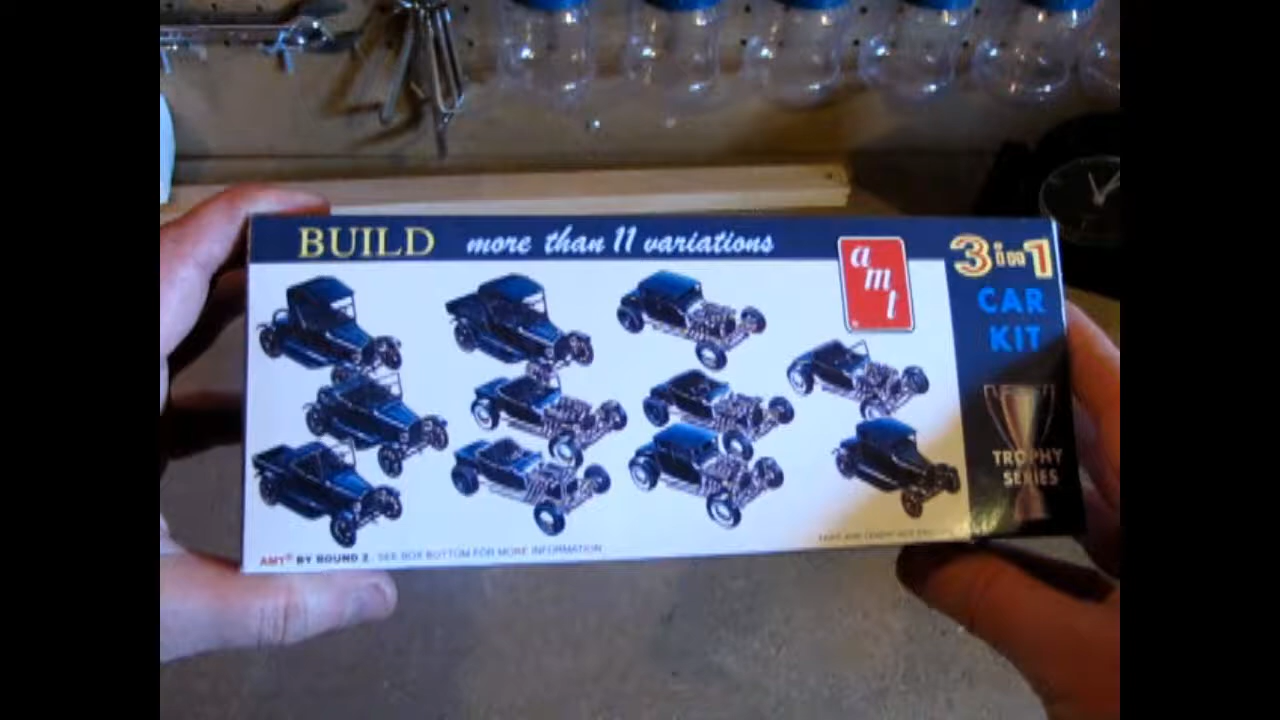 BUILD more than 11 variations
amt
3 in 1
CAR
KIT
TROPHY
SERIES
AMT® BY ROUND 2 . SEE BOX BOTTOM FOR MORE INFORMATION